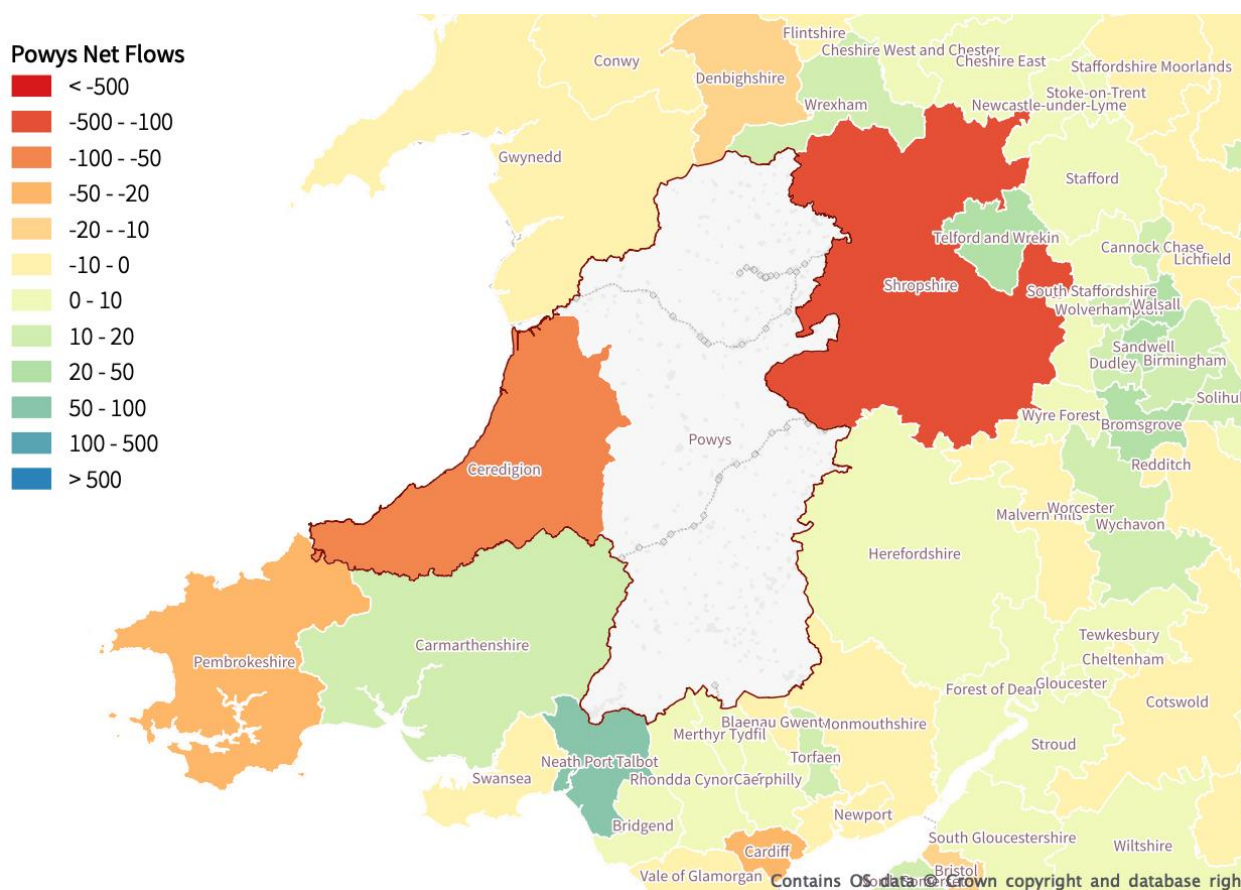 Powys Net Flows
< -500
-500 - -100
-100 - -50
-50 - -20
-20 - -10
-10 - 0
0 - 10
10 - 20
20 - 50
50 - 100
100 - 500
> 500
Flintshire
Cheshire West and Chester
Conwy
Cheshire East
Staffordshire Moorlands
Denbighshire
Stoke-on-Trent
Wrexham
Newcastle-under-Lyme
Gwynedd
Stafford
Telford and Wrekin
Cannock Chase
Lichfield
Shropshire
South Staffordshire
Walsall
Wolverhampton
Sandwell
Dudley
Birmingham
Solihul
Wyre Forest
Bromsgrove
Powys
Redditch
Ceredigion
Worcester
Malvern Hills
Wychavon
Herefordshire
Carmarthenshire
Tewkesbury
Pembrokeshire
Cheltenham
Gloucester
Forest of Dean
Cotswold
Blaenau Gwent
Monmouthshire
Merthyr Tydfil
Stroud
Torfaen
Neath Port Talbot
Swansea
Rhondda Cynon
Caerphilly
Newport
Bridgend
South Gloucestershire
Wiltshire
Cardiff
Bristol
Vale of Glamorgan
Contains OS data © Crown copyright and database righ